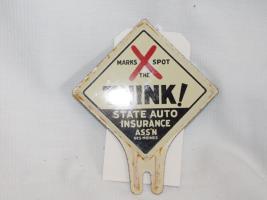 MARKS X SPOT
THE
THINK!
STATE AUTO
INSURANCE
ASS'N
DES MOINES